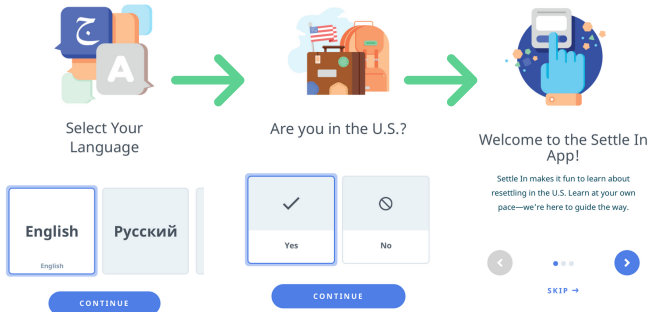 ج
A
Select Your
Language
English
English
Русский
CONTINUE
Are you in the U.S.?
Yes
No
CONTINUE
Welcome to the Settle In
App!
Settle In makes it fun to learn about
resettling in the U.S. Learn at your own
pace—we're here to guide the way.
SKIP →